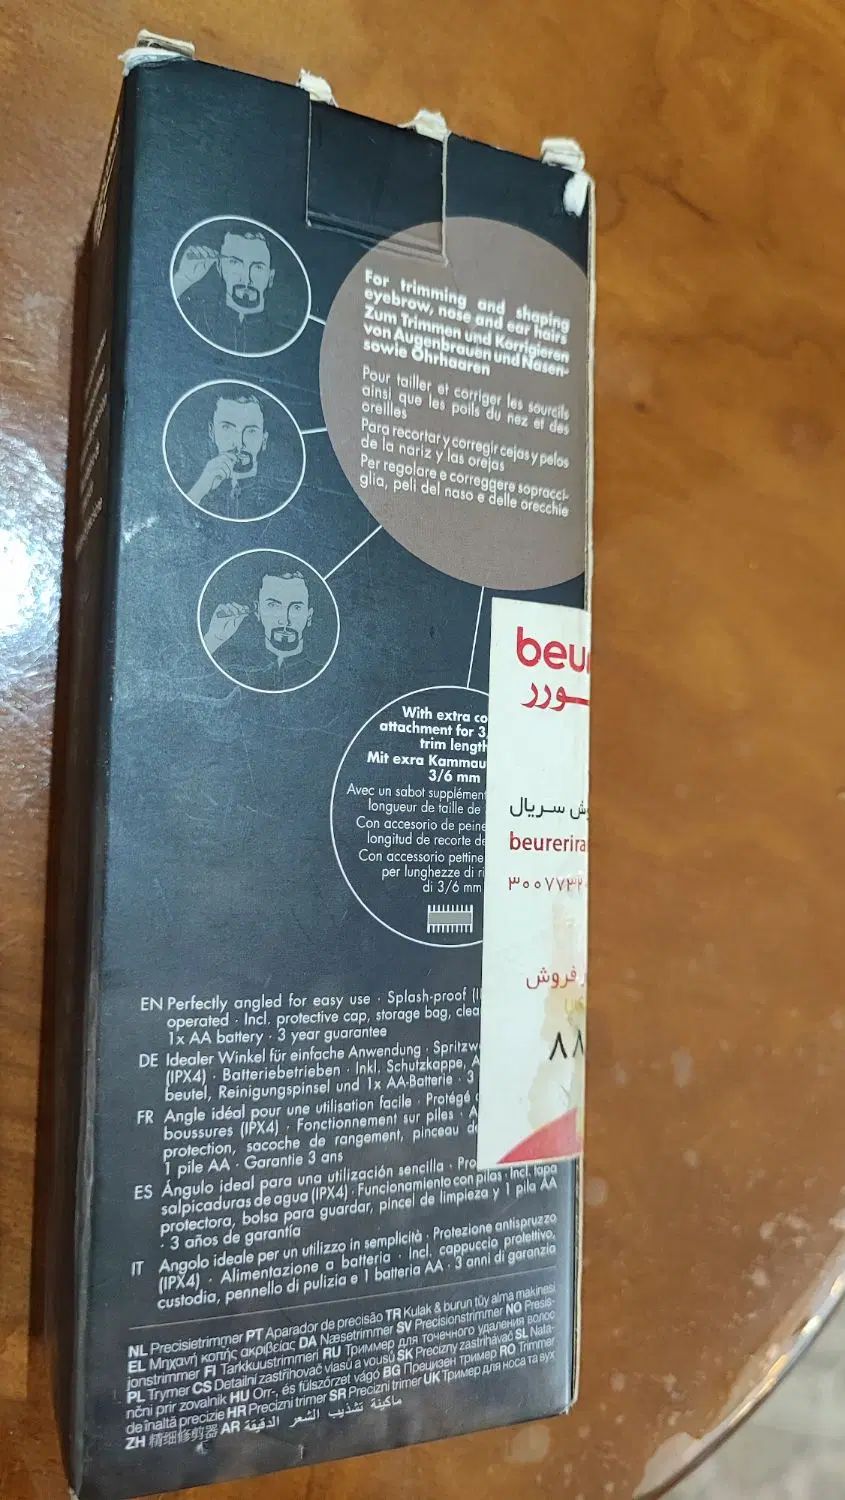 For trimming and shaping
eyebrow, nose and ear hairs
Zum Trimmen und Korrigieren
von Augenbrauen und Nasen-
sowie Ohrhaaren
Pour tailler et corriger les sourcils
ainsi que les poils du nez et des
oreilles
Para recortar y corregir cejas y pelos
de la nariz y las orejas
Per regolare e correggere sopracci-
glia, peli del naso e delle orecchie
beu
ورر
With extra co
attachment for 3
trim length
Mit exra Kammau
3/6 mm
Avec un sabot supplément
longueur de taille de
Con accesorio de peine
longitud de recorte de
Con accessorio pettine
per lunghezze di ri
di 3/6 mm
وش سریال
beurerira
۳۰۰۷۷۳۲
فروش
۸۸
EN Perfectly angled for easy use · Splash-proof
operated · Incl. protective cap, storage bag, clea
1x AA battery · 3 year guarantee
DE Idealer Winkel für einfache Anwendung · Spritzw
(IPX4) · Batteriebetrieben · Inkl. Schutzkappe, A
beutel, Reinigungspinsel und 1x AA-Batterie · 3
FR Angle idéal pour une utilisation facile · Protégé
boussures (IPX4) · Fonctionnement sur piles · A
protection, sacoche de rangement, pinceau de
1 pile AA · Garantie 3 ans
ES Ángulo ideal para una utilización sencilla · Pro
salpicaduras de agua (IPX4) · Funcionamiento con pilas · Incl. tapa
protectora, bolsa para guardar, pincel de limpieza y 1 pila AA
· 3 años de garantía
IT Angolo ideale per un utilizzo in semplicità · Protezione antispruzzo
(IPX4) · Alimentazione a batteria · Incl. cappuccio protettivo,
custodia, pennello di pulizia e 1 batteria AA · 3 anni di garanzia
NL Precisietrimmer PT Aparador de precisão TR Kulak & burun tüy alma makinesi
EL Μηχανή κοπής ακριβείας DA Næsetrimmer SV Precisionstrimmer NO Presis-
jonstrimmer FI Tarkkuustrimmeri RU Триммер для точечного удаления волос
PL Trymer CS Detailní zastřihovač vlasů a vousů SK Precízny zastrihávač SL Nata-
nčni prir zovalnik HU Orr-, és fülszőrzet vágó BG Прецизен тример RO Trimmer
de înaltă precizie HR Precizni trimer SR Precizni trimer UK Тример для носа та вух
ZH 精细修剪器 AR ماكينة تشذيب الشعر الدقيقة